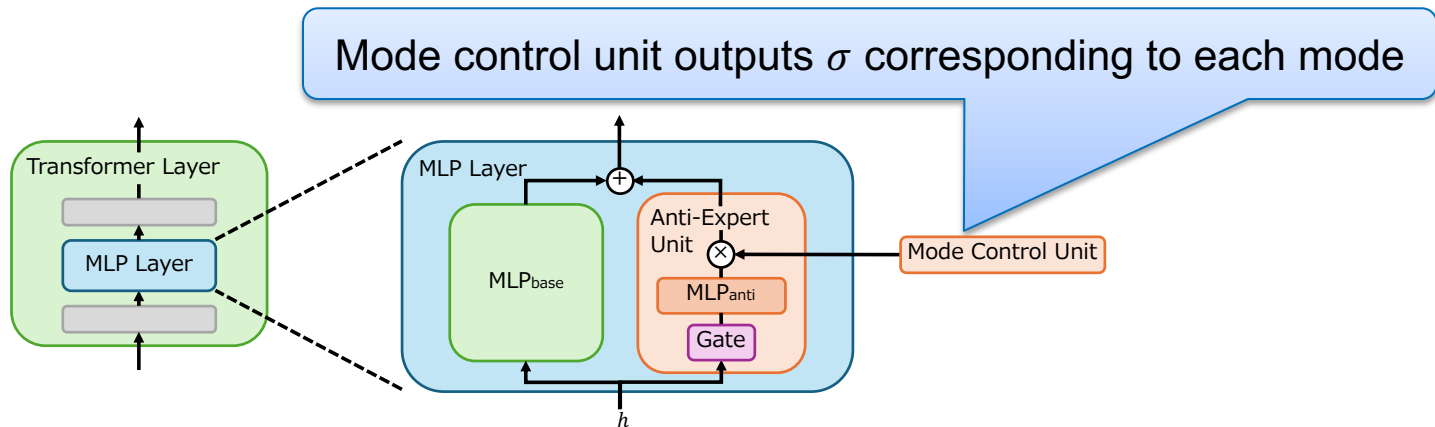 Mode control unit outputs 𝜎 corresponding to each mode
Transformer Layer
MLP Layer
MLP Layer
+
MLPbase
Anti-Expert
Unit
×
MLPanti
Gate
Mode Control Unit
ℎ